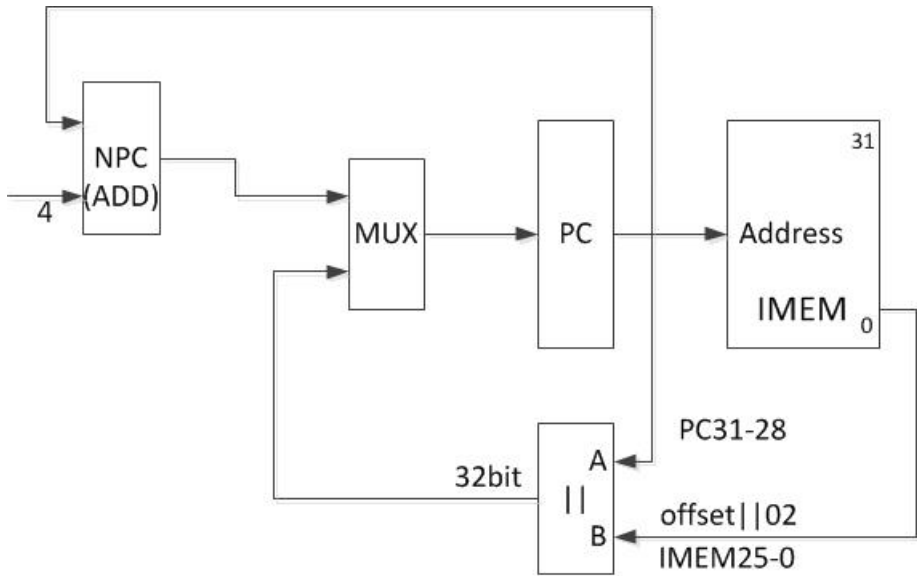 NPC
(ADD)
4
MUX
PC
31
Address
IMEM
0
PC31-28
A
32bit
||
offset||02
B
IMEM25-0